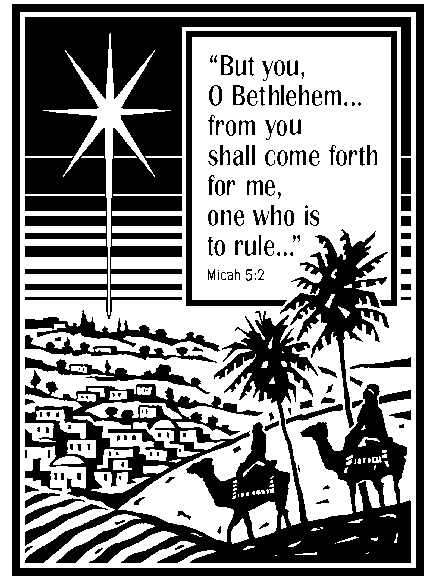 “But you,
O Bethlehem...
from you
shall come forth
for me,
one who is
to rule...”
Micah 5:2